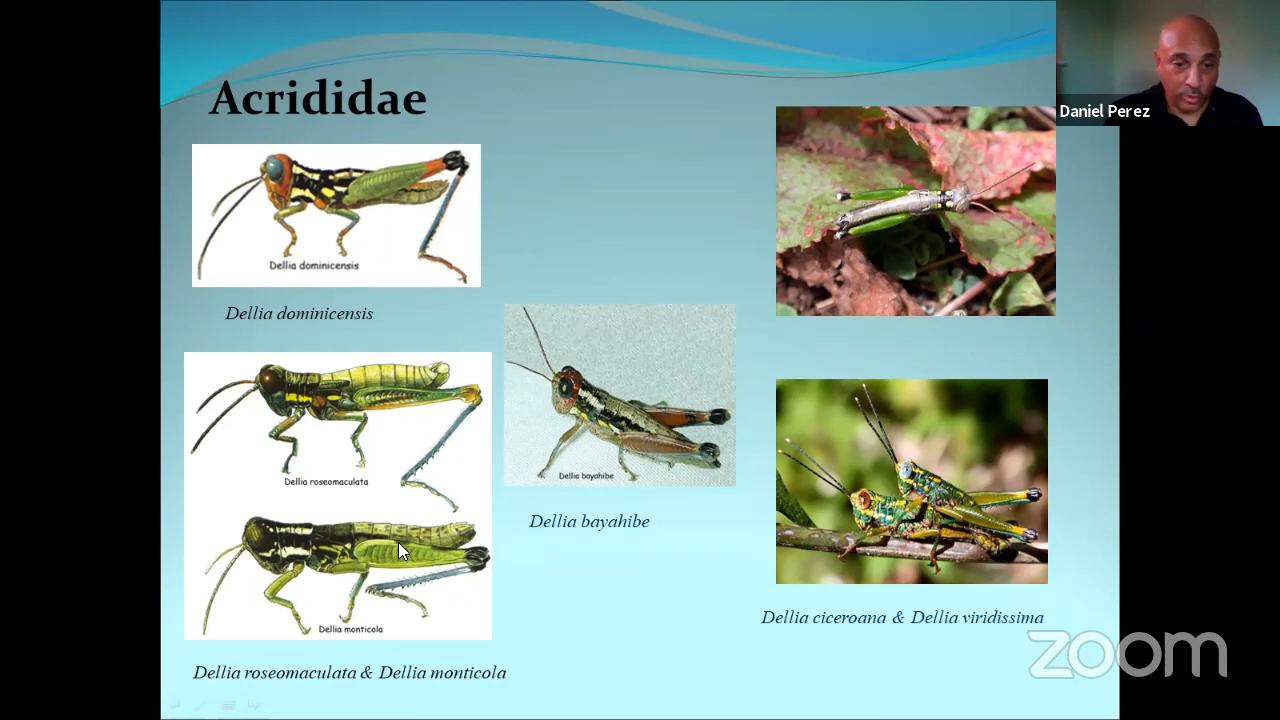 Acrididae
Daniel Perez
Dellia dominicensis
Dellia dominicensis
Dellia roseomaculata
Dellia monticola
Dellia roseomaculata & Dellia monticola
Dellia bayahibe
Dellia bayahibe
Dellia ciceroana & Dellia viridissima
zoom